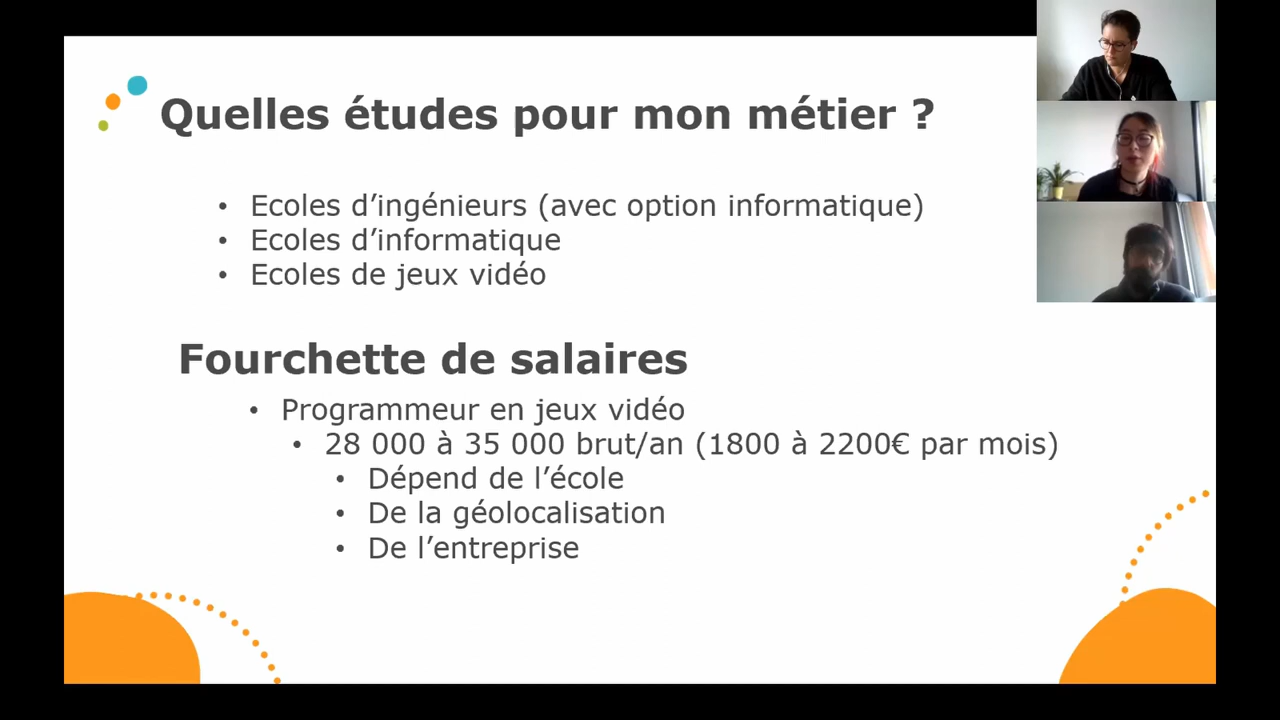 Quelles études pour mon métier ?
• Ecoles d’ingénieurs (avec option informatique)
• Ecoles d’informatique
• Ecoles de jeux vidéo
Fourchette de salaires
• Programmeur en jeux vidéo
• 28 000 à 35 000 brut/an (1800 à 2200€ par mois)
• Dépend de l’école
• De la géolocalisation
• De l’entreprise